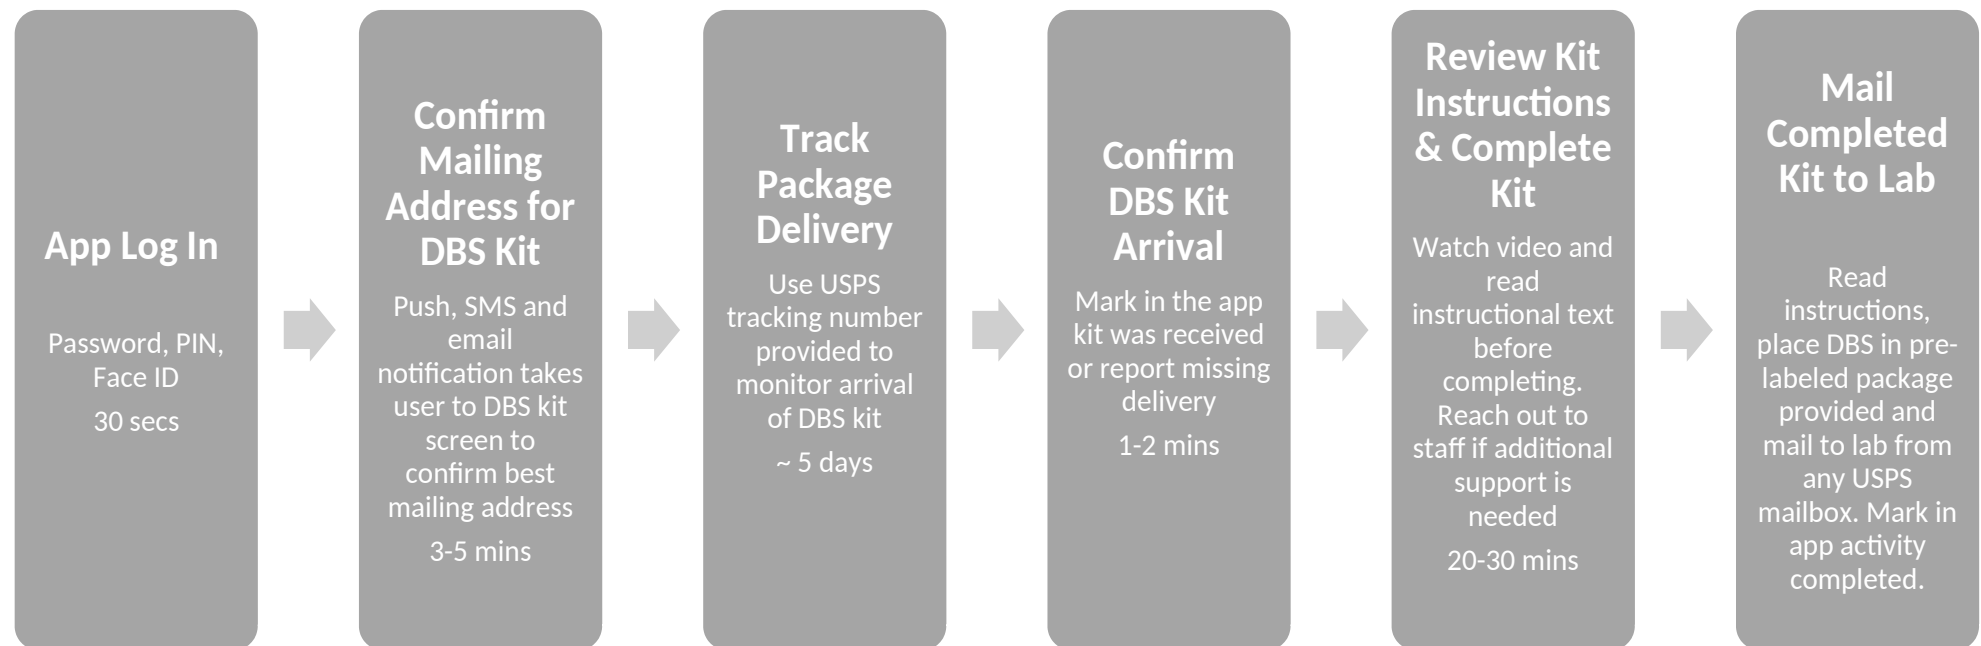 App Log In
Password, PIN,
Face ID
30 secs
Confirm
Mailing
Address for
DBS Kit
Push, SMS and
email
notification takes
user to DBS kit
screen to
confirm best
mailing address
3-5 mins
Track
Package
Delivery
Use USPS
tracking number
provided to
monitor arrival
of DBS kit
~ 5 days
Confirm
DBS Kit
Arrival
Mark in the app
kit was received
or report missing
delivery
1-2 mins
Review Kit
Instructions
& Complete
Kit
Watch video and
read
instructional text
before
completing.
Reach out to
staff if additional
support is
needed
20-30 mins
Mail
Completed
Kit to Lab
Read
instructions,
place DBS in pre-
labeled package
provided and
mail to lab from
any USPS
mailbox. Mark in
app activity
completed.